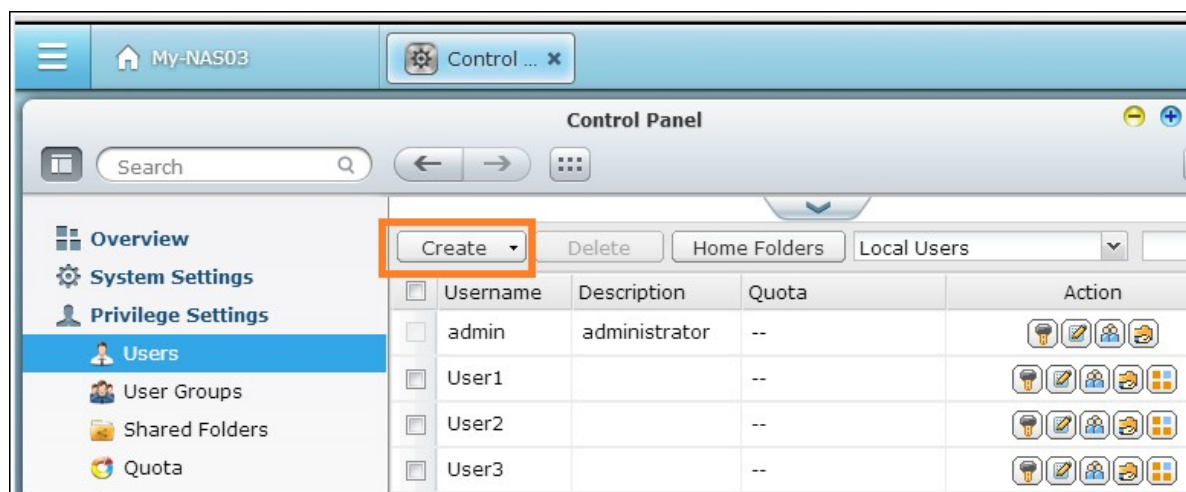 My-NAS03 Control ...
Control Panel
Search
Overview
System Settings
Privilege Settings
Users
User Groups
Shared Folders
Quota
Create Delete Home Folders Local Users
Username Description Quota Action
admin administrator --
User1 --
User2 --
User3 --